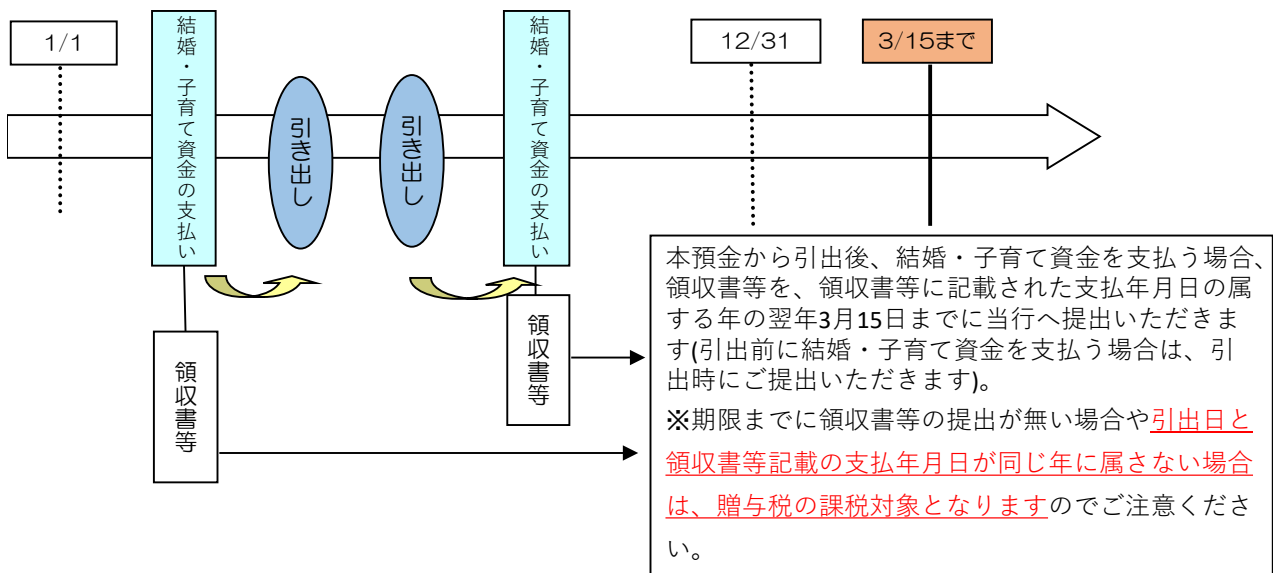 1/1
結婚・子育て資金の支払い
引き出し
引き出し
結婚・子育て資金の支払い
12/31
3/15まで
領収書等
領収書等
本預金から引出後、結婚・子育て資金を支払う場合、
領収書等を、領収書等に記載された支払年月日の属
する年の翌年3月15日までに当行へ提出いただきま
す(引出前に結婚・子育て資金を支払う場合は、引
出時にご提出いただきます)。
※期限までに領収書等の提出が無い場合や引出日と
領収書等記載の支払年月日が同じ年に属さない場合
は、贈与税の課税対象となりますのでご注意くださ
い。